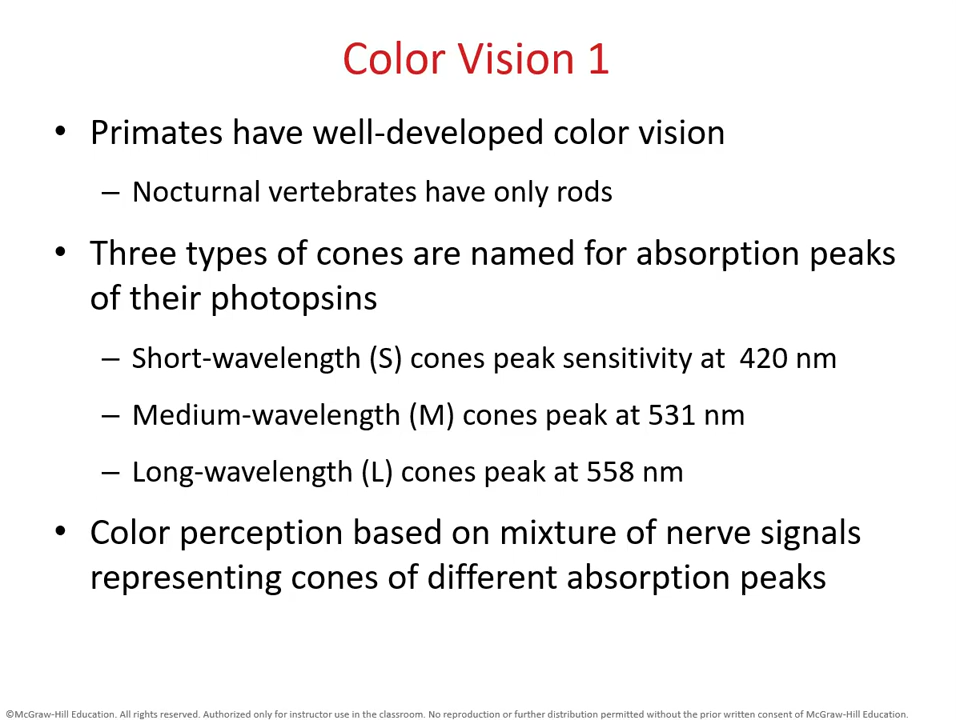 Color Vision 1
• Primates have well-developed color vision
– Nocturnal vertebrates have only rods
• Three types of cones are named for absorption peaks
of their photopsins
– Short-wavelength (S) cones peak sensitivity at  420 nm
– Medium-wavelength (M) cones peak at 531 nm
– Long-wavelength (L) cones peak at 558 nm
• Color perception based on mixture of nerve signals
representing cones of different absorption peaks
©McGraw-Hill Education. All rights reserved. Authorized only for instructor use in the classroom. No reproduction or further distribution permitted without the prior written consent of McGraw-Hill Education.